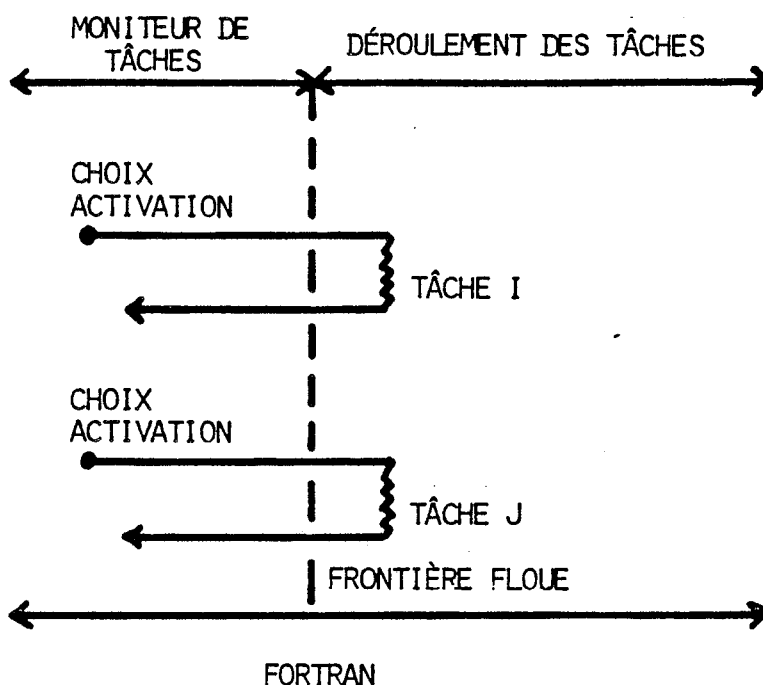 MONITEUR DE
TÂCHES
DÉROULEMENT DES TÂCHES
CHOIX
ACTIVATION
TÂCHE I
CHOIX
ACTIVATION
TÂCHE J
FRONTIÈRE FLOUE
FORTRAN